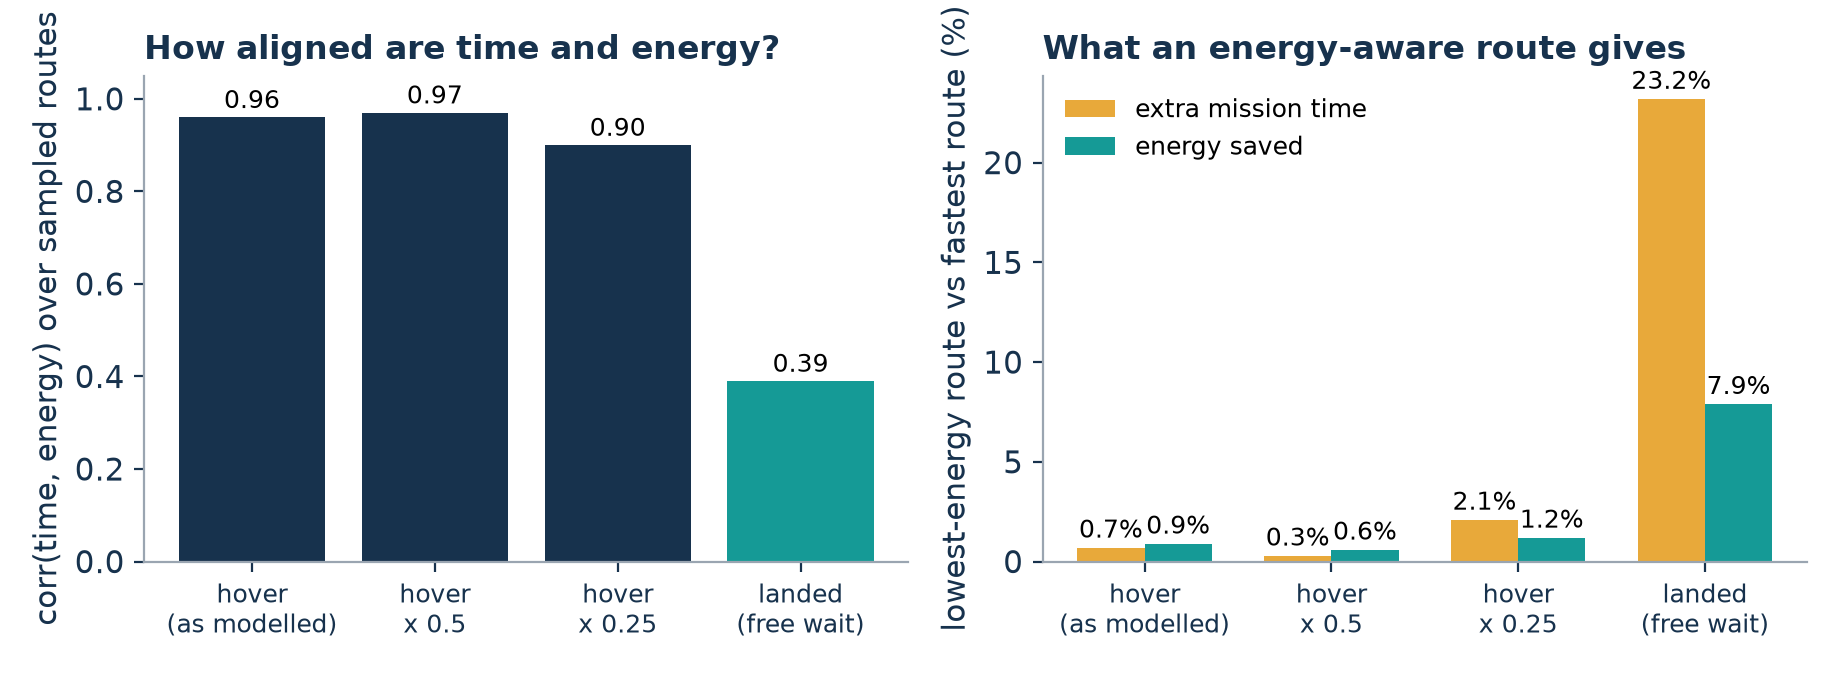 How aligned are time and energy?
corr(time, energy) over sampled routes
1.0
0.8
0.6
0.4
0.2
0.0
0.96
0.97
0.90
0.39
hover
(as modelled)
hover
x 0.5
hover
x 0.25
landed
(free wait)
What an energy-aware route gives
lowest-energy route vs fastest route (%)
extra mission time
energy saved
20
15
10
5
0
0.7%
0.9%
0.3%
0.6%
2.1%
1.2%
23.2%
7.9%
hover
(as modelled)
hover
x 0.5
hover
x 0.25
landed
(free wait)